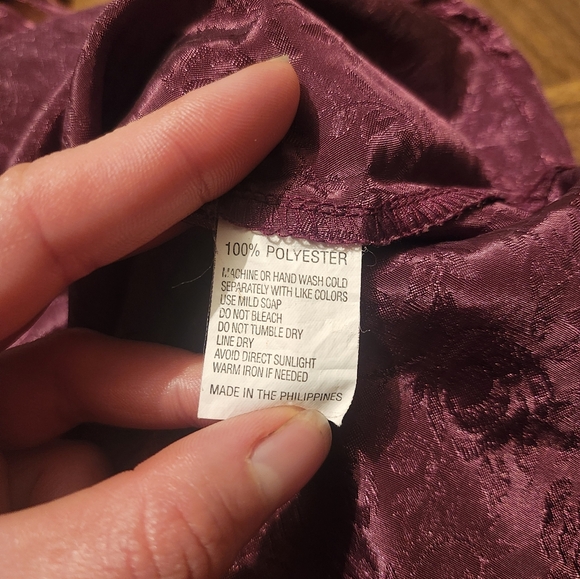 100% POLYESTER
MACHINE OR HAND WASH COLD
SEPARATELY WITH LIKE COLORS
USE MILD SOAP
DO NOT BLEACH
DO NOT TUMBLE DRY
LINE DRY
AVOID DIRECT SUNLIGHT
WARM IRON IF NEEDED
MADE IN THE PHILIPPINES